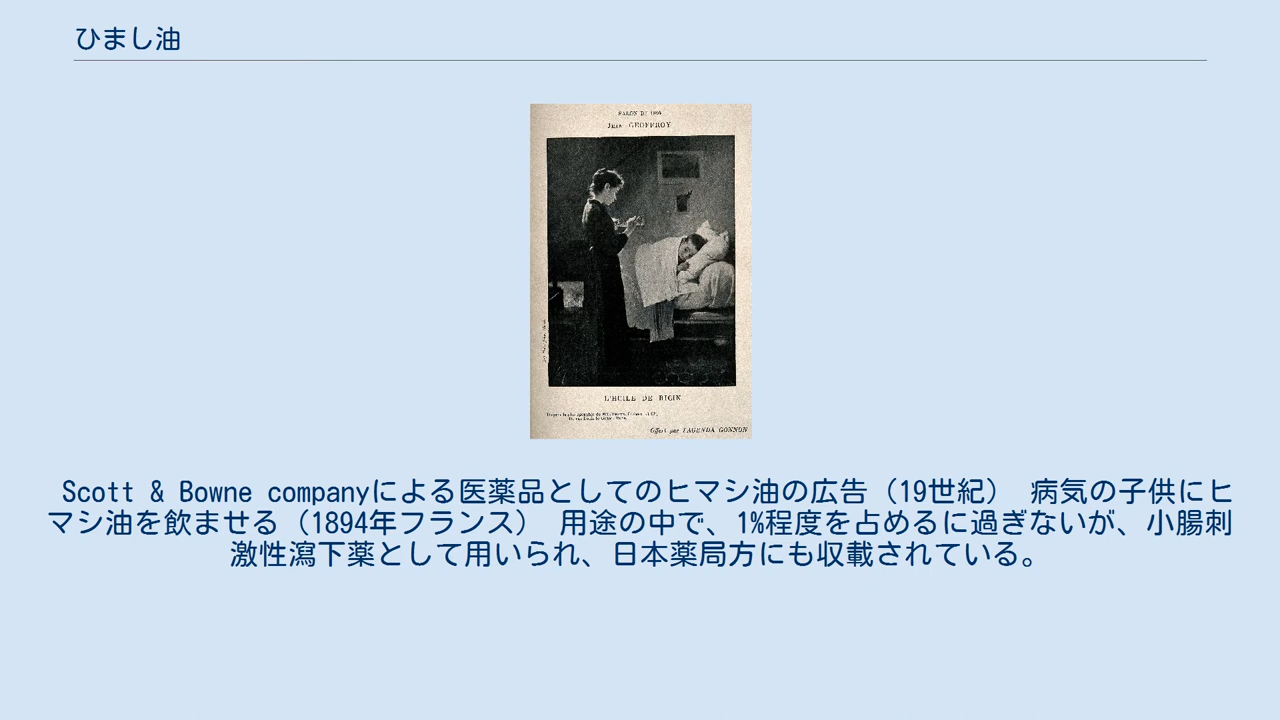 ひまし油
SALON DE 1894
JEAN GEOFFROY
L'HUILE DE RICIN
Offert par l'AGENDA GONNON
Scott & Bowne companyによる医薬品としてのヒマシ油の広告（19世紀） 病気の子供にヒ
マシ油を飲ませる（1894年フランス） 用途の中で、1%程度を占めるに過ぎないが、小腸刺
激性瀉下薬として用いられ、日本薬局方にも収載されている。